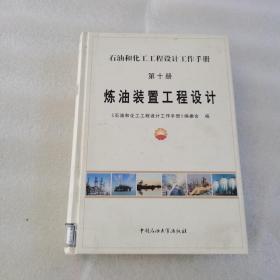 石油和化工工程设计工作手册
第十册
炼油装置工程设计
《石油和化工工程设计工作手册》编委会 编
中国石油大学出版社